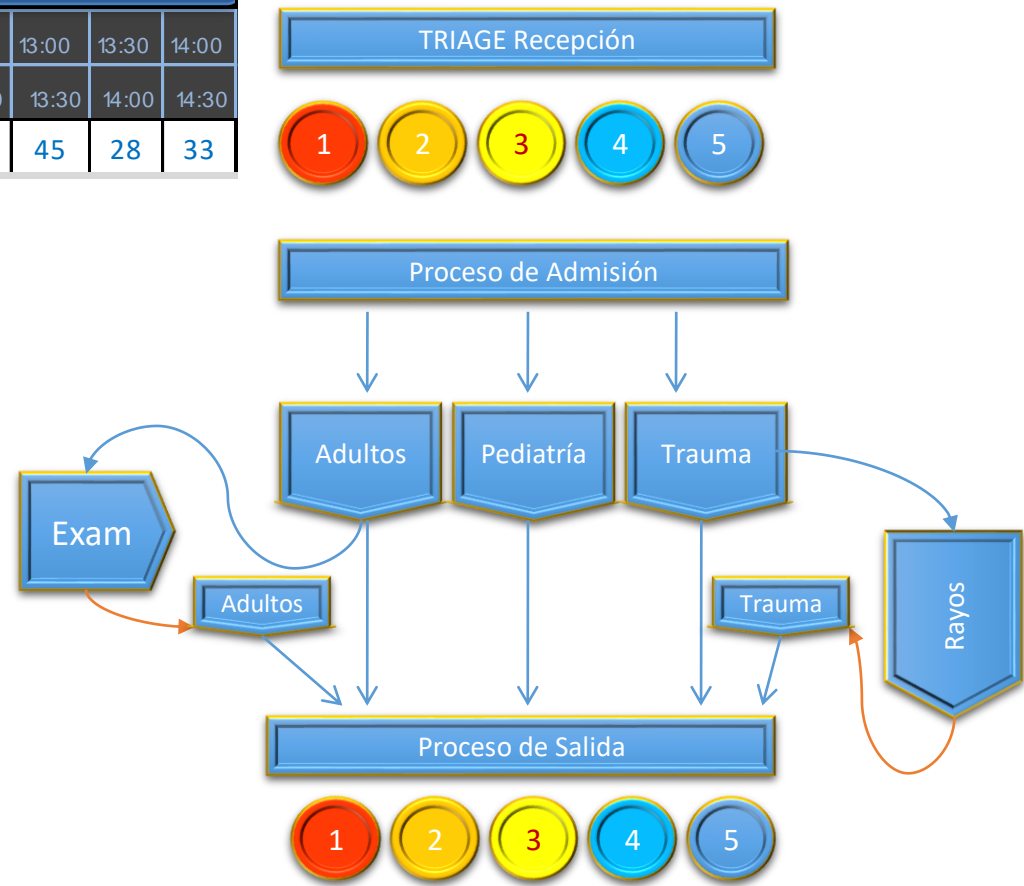 13:00 13:30 14:00
13:30 14:00 14:30
45 28 33
TRIAGE Recepción
1 2 3 4 5
Proceso de Admisión
Adultos Pediatría Trauma
Exam
Adultos
Trauma
Rayos
Proceso de Salida
1 2 3 4 5